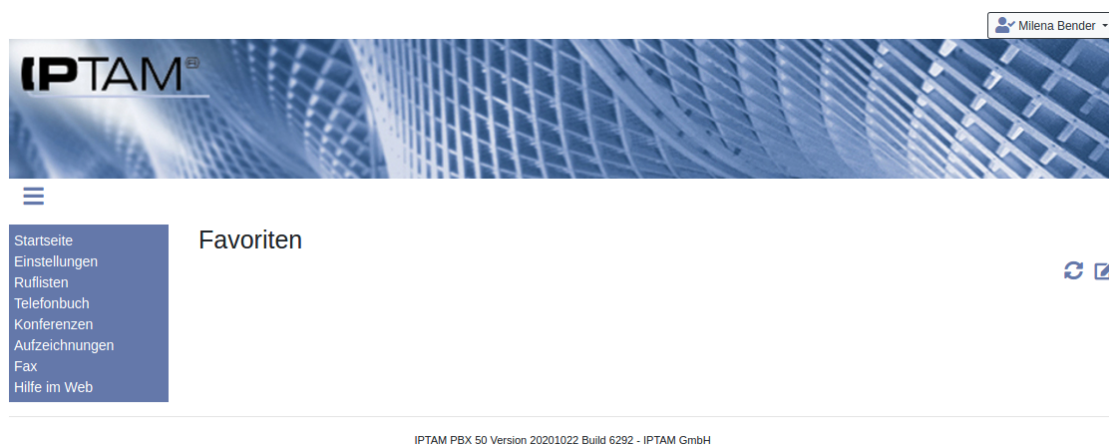 Milena Bender
IPTAM®
Startseite
Favoriten
Einstellungen
Ruflisten
Telefonbuch
Konferenzen
Aufzeichnungen
Fax
Hilfe im Web
IPTAM PBX 50 Version 20201022 Build 6292 - IPTAM GmbH